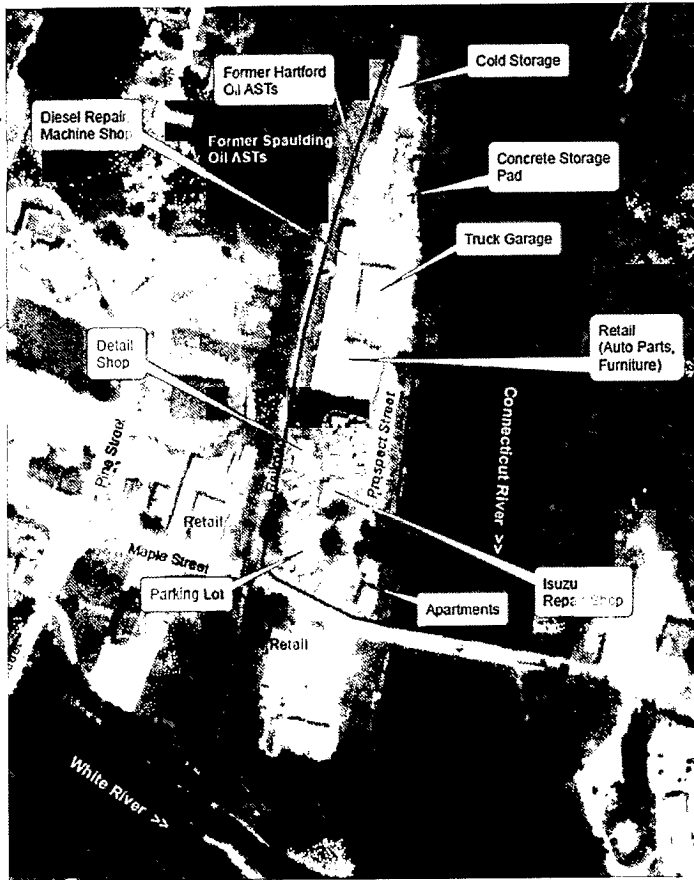 Former Hartford
Oil ASTs
Cold Storage
Diesel Repair,
Machine Shop
Former Spaulding
Oil ASTs
Concrete Storage
Pad
Truck Garage
Retail
(Auto Parts,
Furniture)
Detail
Shop
Pine Street
Prospect Street
Connecticut River >>
Retail
Maple Street
Parking Lot
Isuzu
Repair Shop
Apartments
Retail
White River >>